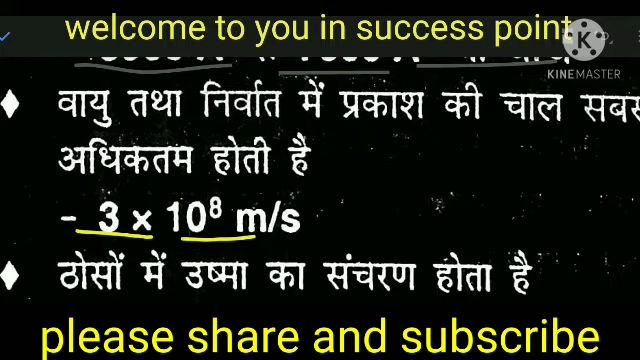 welcome to you in success point
KINEMASTER
वायु तथा निर्वात में प्रकाश की चाल
अधिकतम होती है
- 3 × 10⁸ m/s
ठोसों में उष्मा का संचरण होता है
please share and subscribe